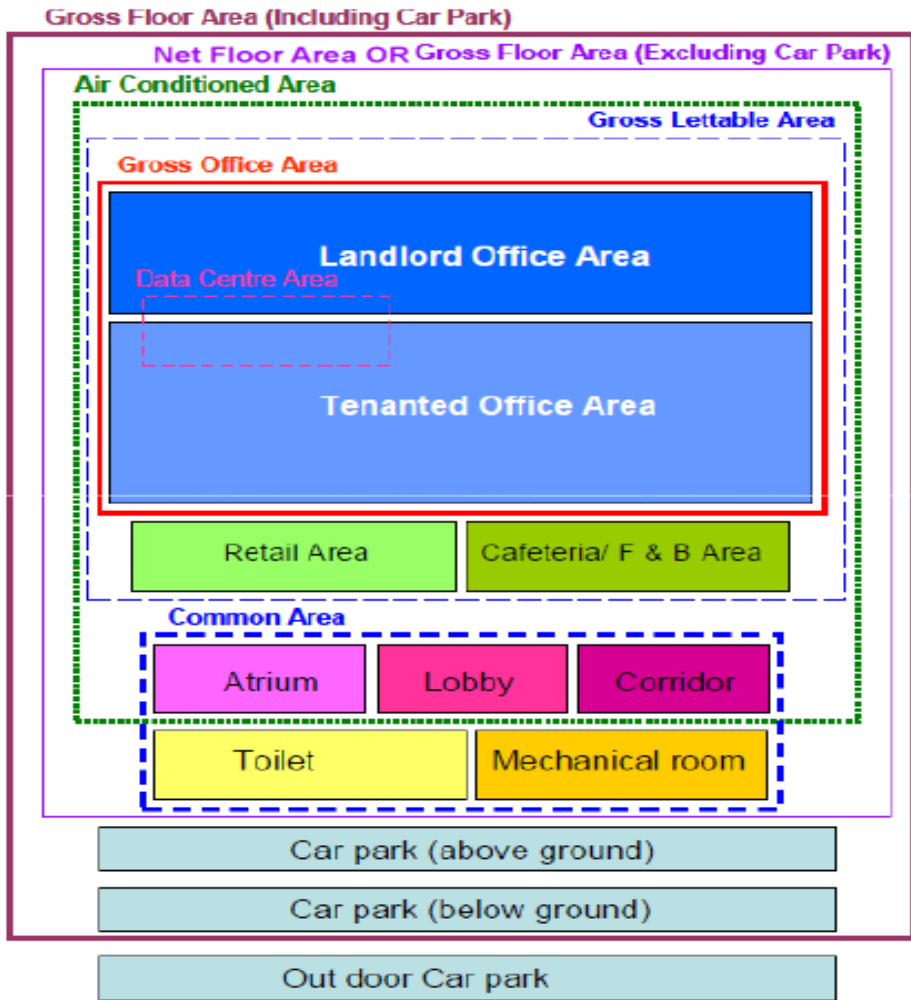 Gross Floor Area (Including Car Park)
Net Floor Area OR Gross Floor Area (Excluding Car Park)
Air Conditioned Area
Gross Lettable Area
Gross Office Area
Landlord Office Area
Data Centre Area
Tenanted Office Area
Retail Area
Cafeteria/ F & B Area
Common Area
Atrium
Lobby
Corridor
Toilet
Mechanical room
Car park (above ground)
Car park (below ground)
Out door Car park